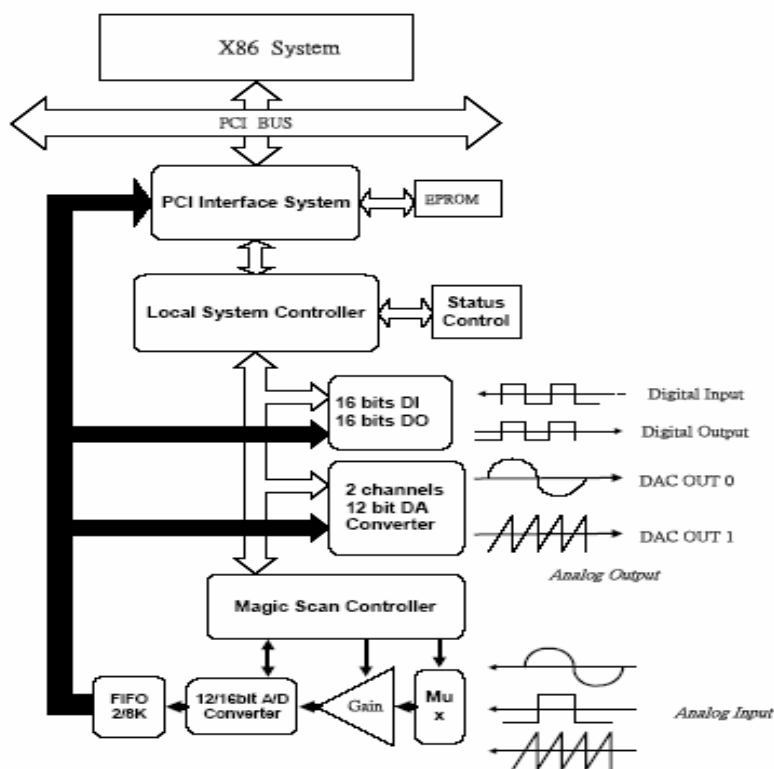 X86 System
PCI BUS
PCI Interface System
EPROM
Local System Controller
Status
Control
16 bits DI
16 bits DO
Digital Input
Digital Output
2 channels
12 bit DA
Converter
DAC OUT 0
DAC OUT 1
Analog Output
Magic Scan Controller
FIFO
2/8K
12/16bit A/D
Converter
Gain
Mu
x
Analog Input